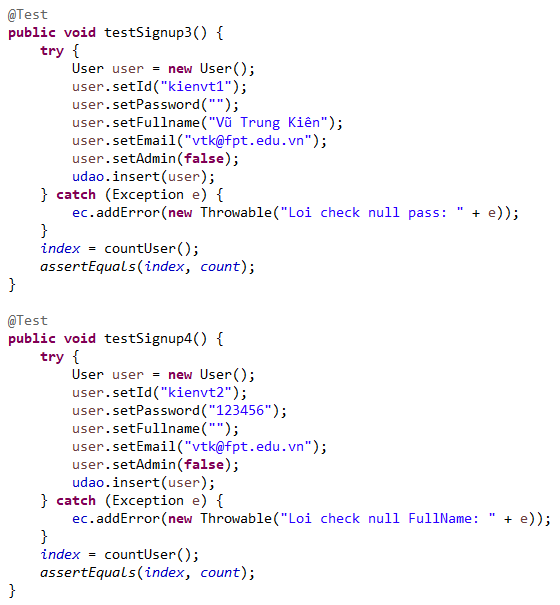 @Test
public void testSignup3() {
    try {
        User user = new User();
        user.setId("kienvt1");
        user.setPassword("");
        user.setFullname("Vũ Trung Kiên");
        user.setEmail("vtk@fpt.edu.vn");
        user.setAdmin(false);
        udao.insert(user);
    } catch (Exception e) {
        ec.addError(new Throwable("Loi check null pass: " + e));
    }
    index = countUser();
    assertEquals(index, count);
}

@Test
public void testSignup4() {
    try {
        User user = new User();
        user.setId("kienvt2");
        user.setPassword("123456");
        user.setFullname("");
        user.setEmail("vtk@fpt.edu.vn");
        user.setAdmin(false);
        udao.insert(user);
    } catch (Exception e) {
        ec.addError(new Throwable("Loi check null FullName: " + e));
    }
    index = countUser();
    assertEquals(index, count);
}